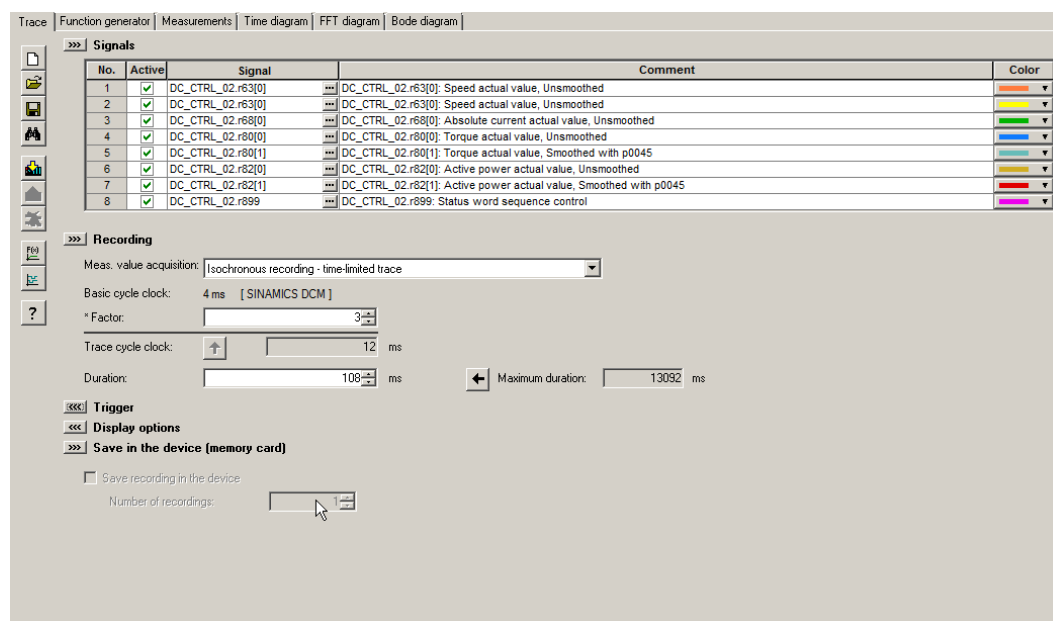 Trace Function generator Measurements Time diagram FFT diagram Bode diagram
>>> Signals
No. Active Signal Comment Color
1 DC_CTRL_02.r63[0] ... DC_CTRL_02.r63[0]: Speed actual value, Unsmoothed
2 DC_CTRL_02.r63[0] ... DC_CTRL_02.r63[0]: Speed actual value, Unsmoothed
3 DC_CTRL_02.r68[0] ... DC_CTRL_02.r68[0]: Absolute current actual value, Unsmoothed
4 DC_CTRL_02.r80[0] ... DC_CTRL_02.r80[0]: Torque actual value, Unsmoothed
5 DC_CTRL_02.r80[1] ... DC_CTRL_02.r80[1]: Torque actual value, Smoothed with p0045
6 DC_CTRL_02.r82[0] ... DC_CTRL_02.r82[0]: Active power actual value, Unsmoothed
7 DC_CTRL_02.r82[1] ... DC_CTRL_02.r82[1]: Active power actual value, Smoothed with p0045
8 DC_CTRL_02.r899 ... DC_CTRL_02.r899: Status word sequence control
>>> Recording
Meas. value acquisition: Isochronous recording - time-limited trace
Basic cycle clock: 4 ms [ SINAMICS DCM ]
* Factor: 3
Trace cycle clock: 12 ms
Duration: 108 ms Maximum duration: 13092 ms
<<< Trigger
<<< Display options
>>> Save in the device (memory card)
Save recording in the device
Number of recordings: 1
F(x)
?